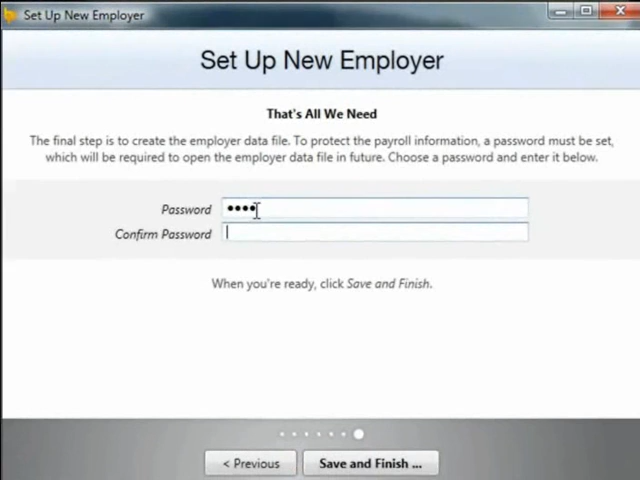 Set Up New Employer
Set Up New Employer
That's All We Need
The final step is to create the employer data file. To protect the payroll information, a password must be set,
which will be required to open the employer data file in future. Choose a password and enter it below.
Password ••••
Confirm Password
When you're ready, click Save and Finish.
< Previous Save and Finish ...